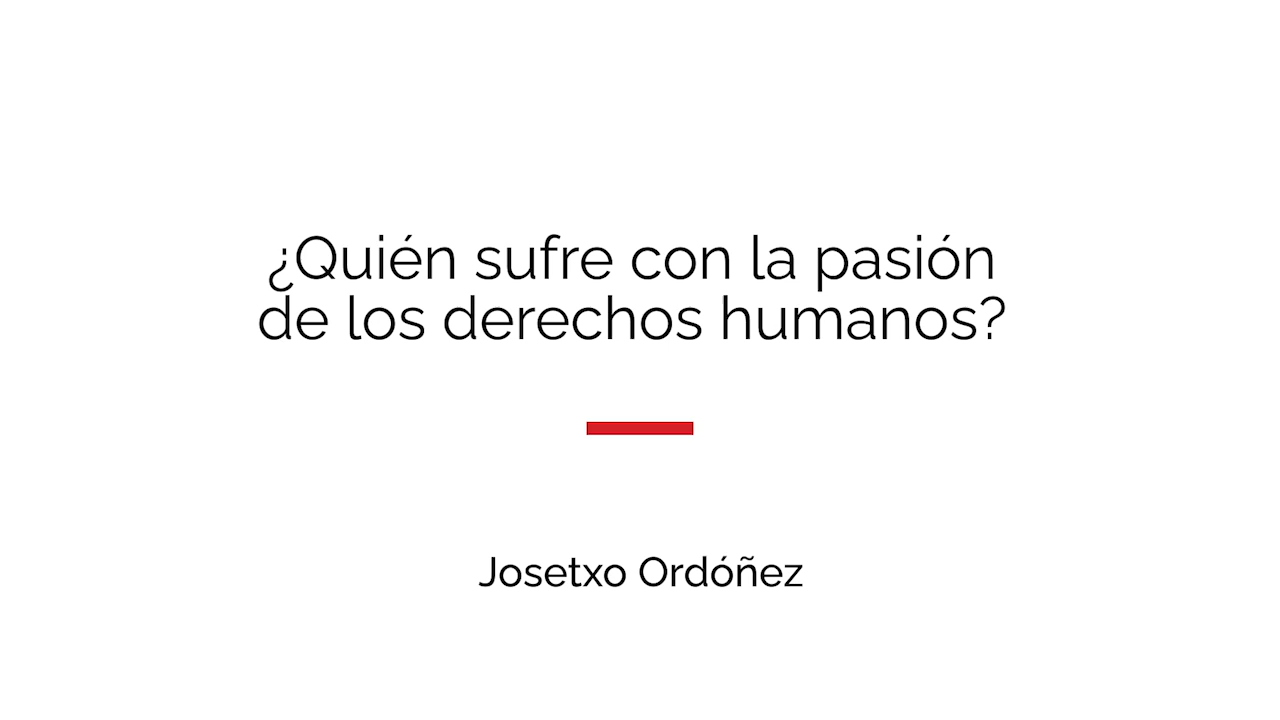 ¿Quién sufre con la pasión
de los derechos humanos?
Josetxo Ordóñez